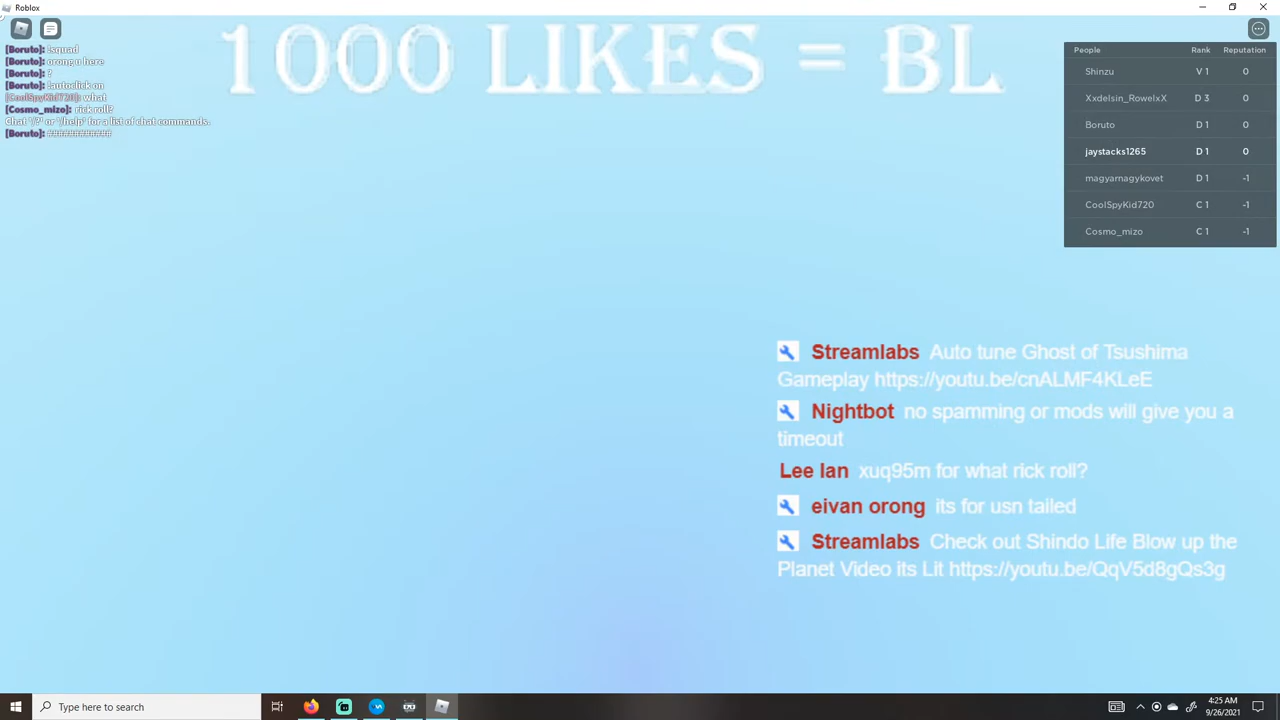 Roblox
1000 LIKES = BL
[Boruto]: !squad
[Boruto]: orong u here
[Boruto]: ?
[Boruto]: !autoclick on
[CoolSpyKid720]: what
[Cosmo_mizo]: rick roll?
Chat '/?' or '/help' for a list of chat commands.
[Boruto]: #############
People Rank Reputation
Shinzu V 1 0
XxdeIsin_RoweIxX D 3 0
Boruto D 1 0
jaystacks1265 D 1 0
magyarnagykovet D 1 -1
CoolSpyKid720 C 1 -1
Cosmo_mizo C 1 -1
Streamlabs Auto tune Ghost of Tsushima
Gameplay https://youtu.be/cnALMF4KLeE
Nightbot no spamming or mods will give you a
timeout
Lee Ian xuq95m for what rick roll?
eivan orong its for usn tailed
Streamlabs Check out Shindo Life Blow up the
Planet Video its Lit https://youtu.be/QqV5d8gQs3g
Type here to search
4:25 AM
9/26/2021